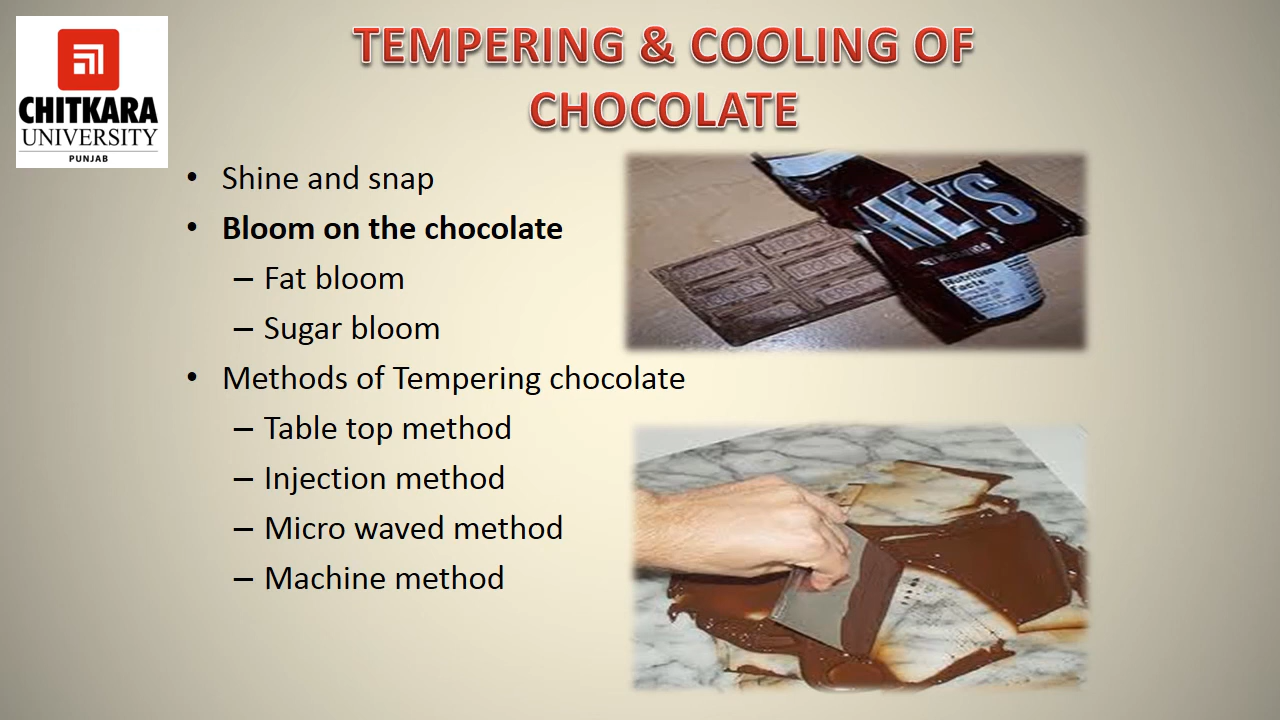 CHITKARA
UNIVERSITY
PUNJAB
TEMPERING & COOLING OF
CHOCOLATE
• Shine and snap
• Bloom on the chocolate
– Fat bloom
– Sugar bloom
• Methods of Tempering chocolate
– Table top method
– Injection method
– Micro waved method
– Machine method
HE'S
Nutrition
Facts